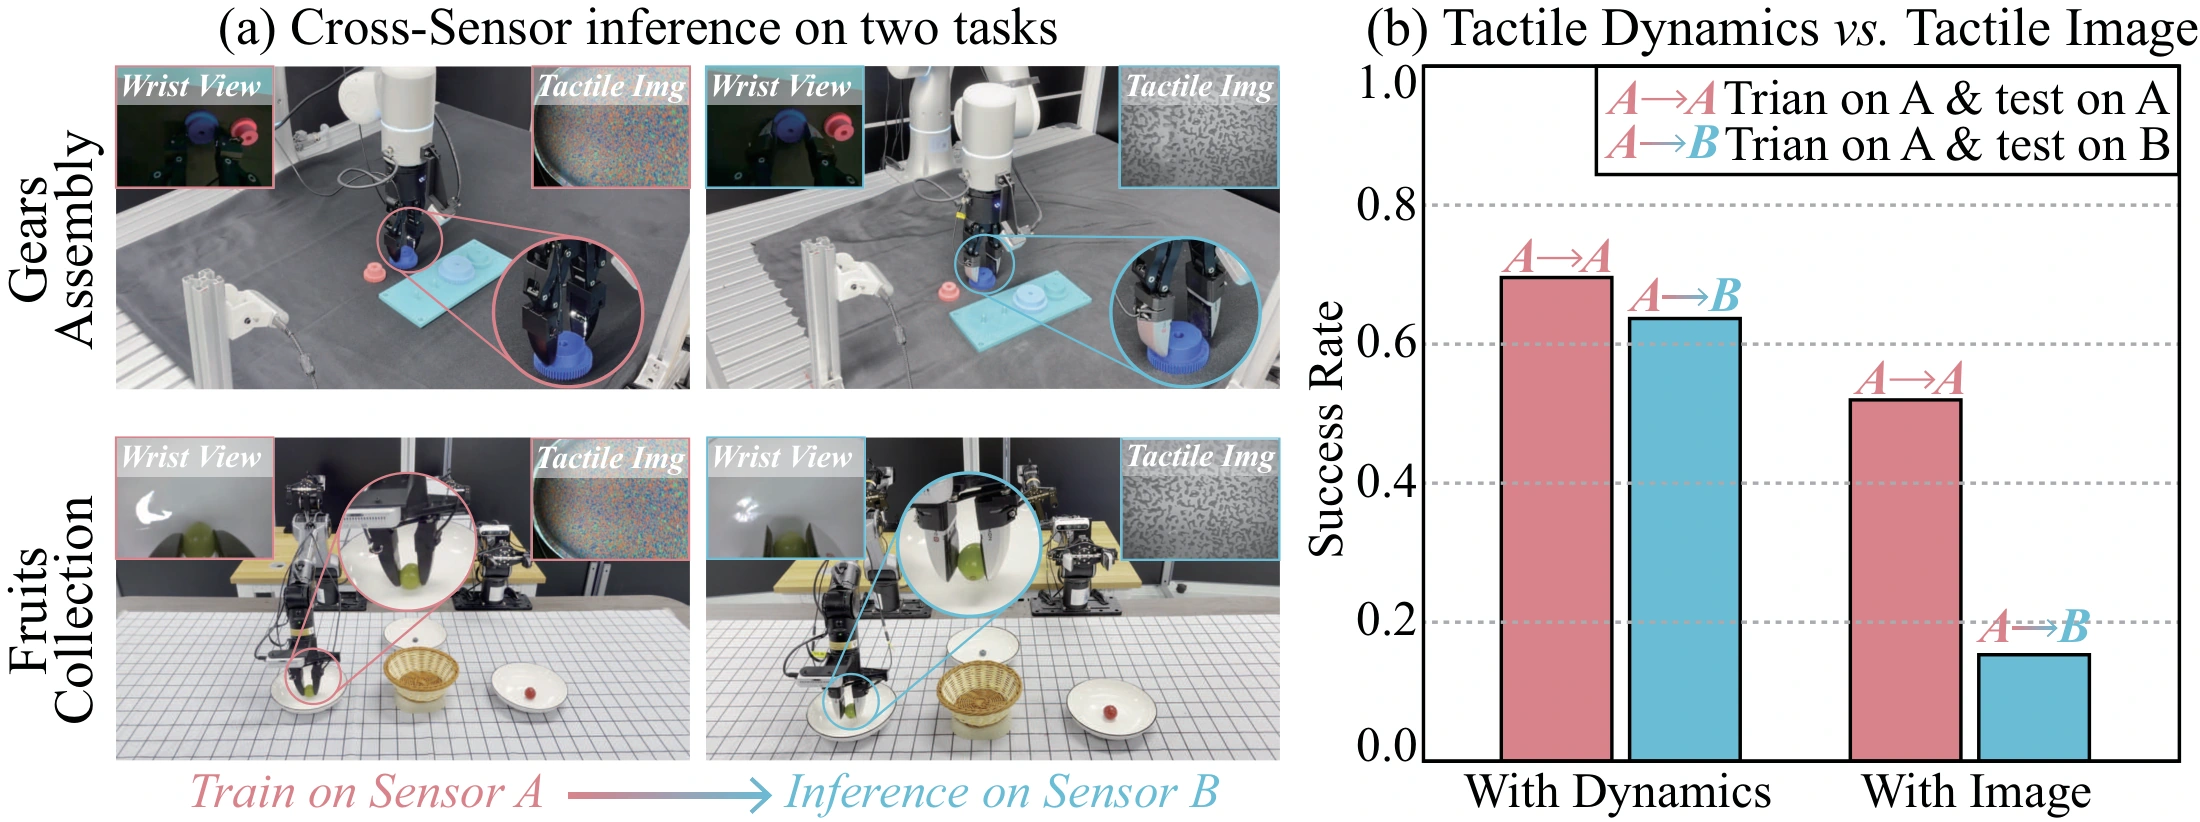 (a) Cross-Sensor inference on two tasks
Wrist View
Tactile Img
Wrist View
Tactile Img
Gears
Assembly
Wrist View
Tactile Img
Wrist View
Tactile Img
Fruits
Collection
Train on Sensor A
Inference on Sensor B
(b) Tactile Dynamics vs. Tactile Image
A→A Trian on A & test on A
A→B Trian on A & test on B
1.0
0.8
0.6
0.4
0.2
0.0
Success Rate
A→A
A→B
A→A
A→B
With Dynamics
With Image